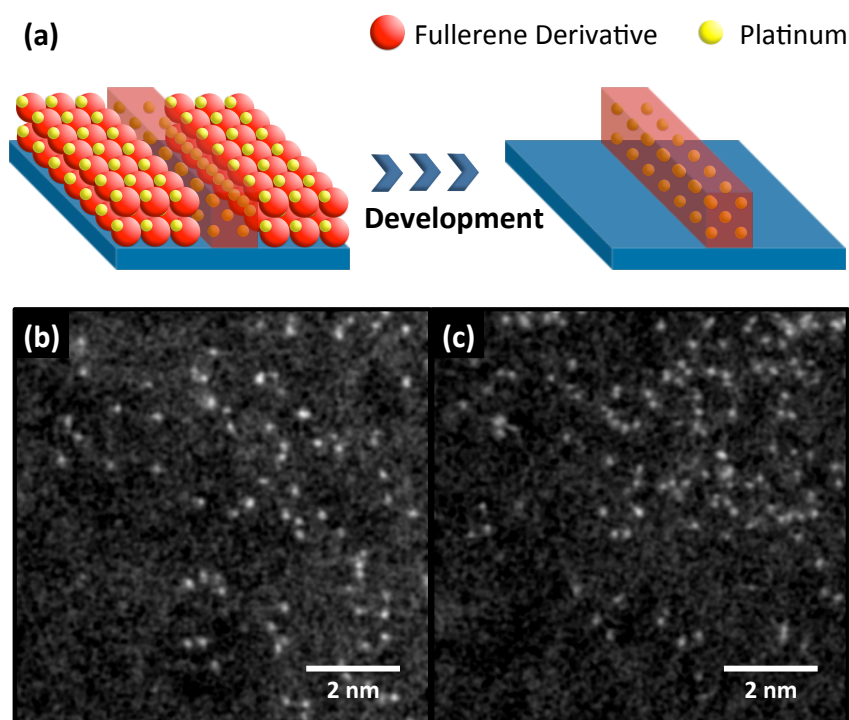 (a)
Fullerene Derivative
Platinum
Development
(b)
(c)
2 nm
2 nm